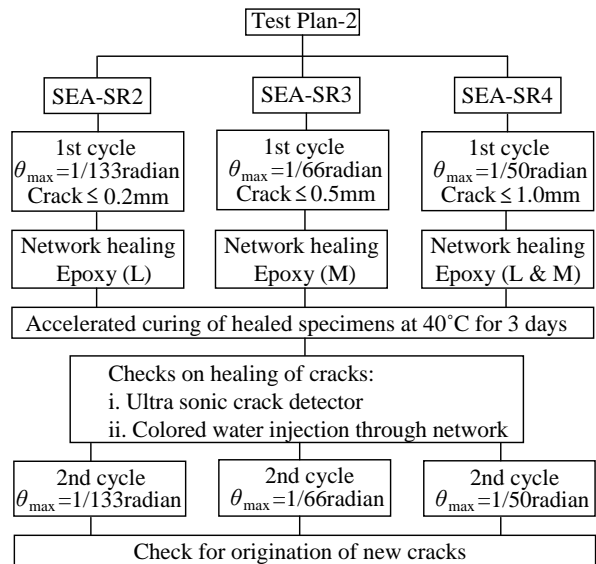 Test Plan-2
SEA-SR2
SEA-SR3
SEA-SR4
1st cycle
θmax=1/133radian
Crack ≤ 0.2mm
1st cycle
θmax=1/66radian
Crack ≤0.5mm
1st cycle
θmax=1/50radian
Crack ≤1.0mm
Network healing
Epoxy (L)
Network healing
Epoxy (M)
Network healing
Epoxy (L & M)
Accelerated curing of healed specimens at 40˚C for 3 days
Checks on healing of cracks:
i. Ultra sonic crack detector
ii. Colored water injection through network
2nd cycle
θmax=1/133radian
2nd cycle
θmax=1/66radian
2nd cycle
θmax=1/50radian
Check for origination of new cracks